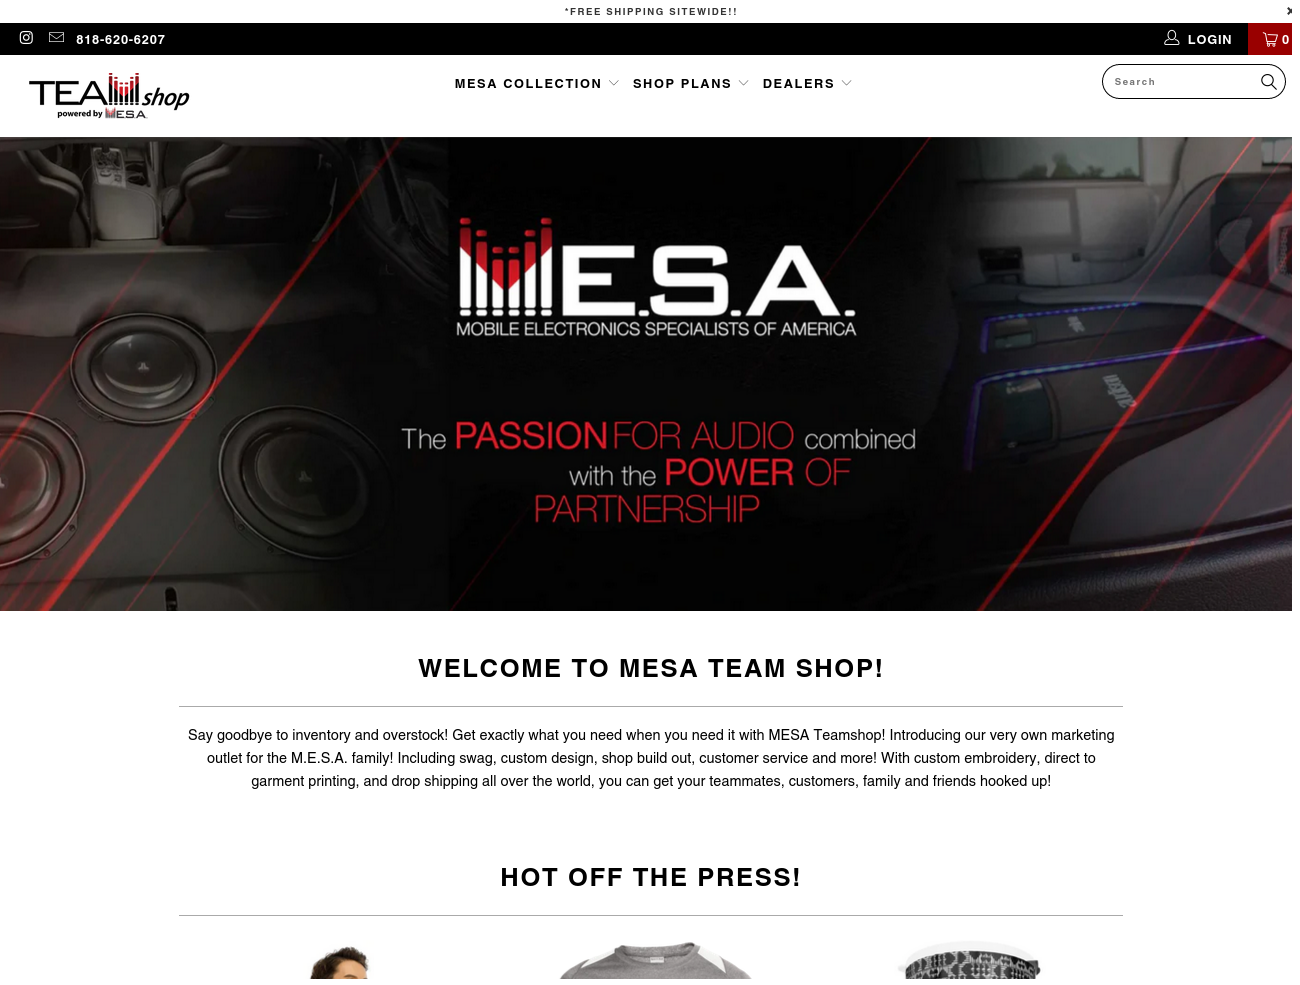 *FREE SHIPPING SITEWIDE!!
818-620-6207
LOGIN
0
TEAM shop
powered by M.E.S.A.
MESA COLLECTION
SHOP PLANS
DEALERS
Search
M.E.S.A.
MOBILE ELECTRONICS SPECIALISTS OF AMERICA
The PASSION FOR AUDIO combined
with the POWER OF
PARTNERSHIP
WELCOME TO MESA TEAM SHOP!
Say goodbye to inventory and overstock! Get exactly what you need when you need it with MESA Teamshop! Introducing our very own marketing
outlet for the M.E.S.A. family! Including swag, custom design, shop build out, customer service and more! With custom embroidery, direct to
garment printing, and drop shipping all over the world, you can get your teammates, customers, family and friends hooked up!
HOT OFF THE PRESS!